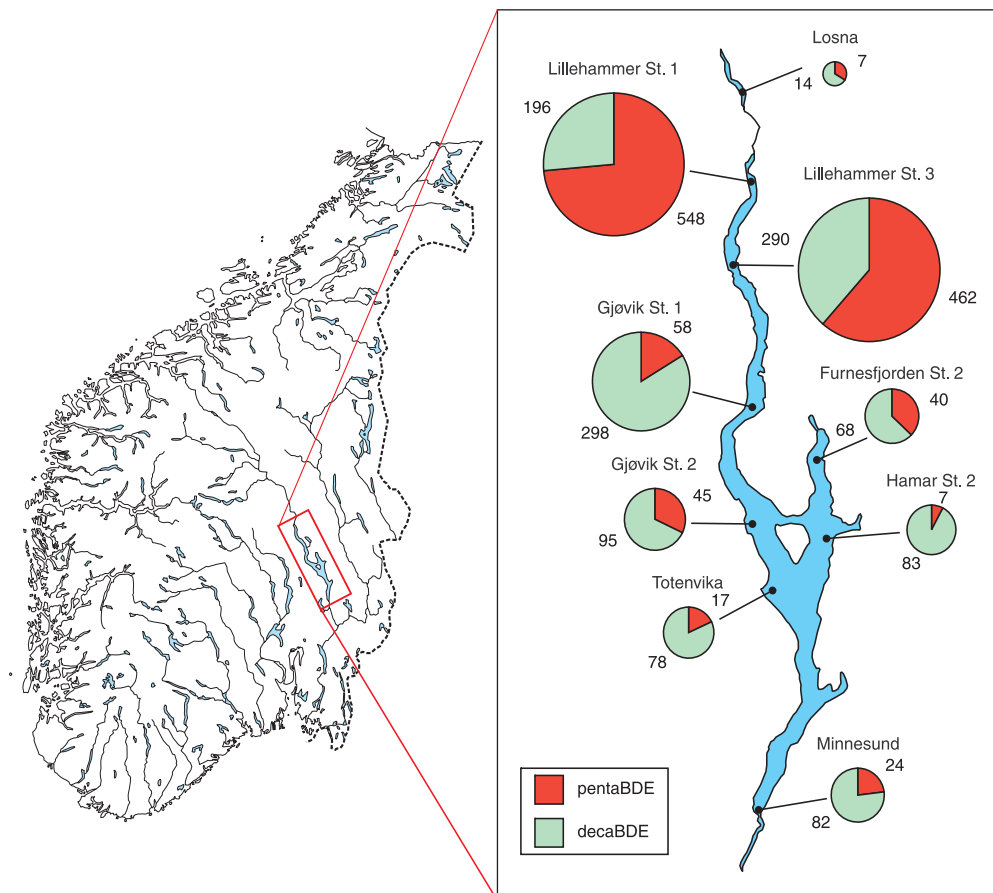 Losna
7
14
Lillehammer St. 1
196
548
Lillehammer St. 3
290
462
Gjøvik St. 1
58
298
Furnesfjorden St. 2
40
68
Gjøvik St. 2
45
95
Hamar St. 2
7
83
Totenvika
17
78
Minnesund
24
82
pentaBDE
decaBDE